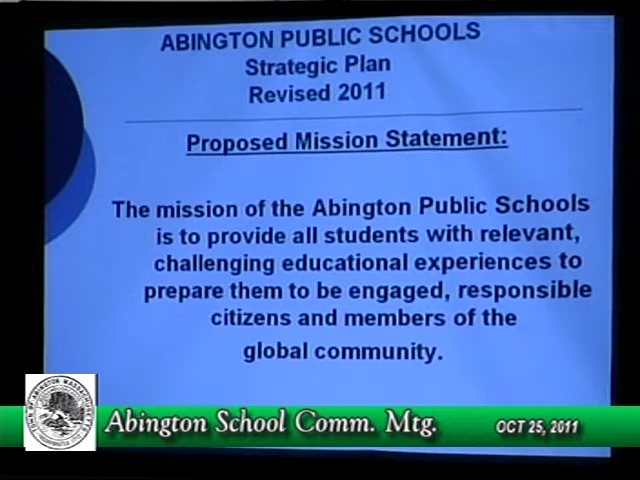 ABINGTON PUBLIC SCHOOLS
Strategic Plan
Revised 2011
Proposed Mission Statement:
The mission of the Abington Public Schools
is to provide all students with relevant,
challenging educational experiences to
prepare them to be engaged, responsible
citizens and members of the
global community.
Abington School Comm. Mtg.
OCT 25, 2011